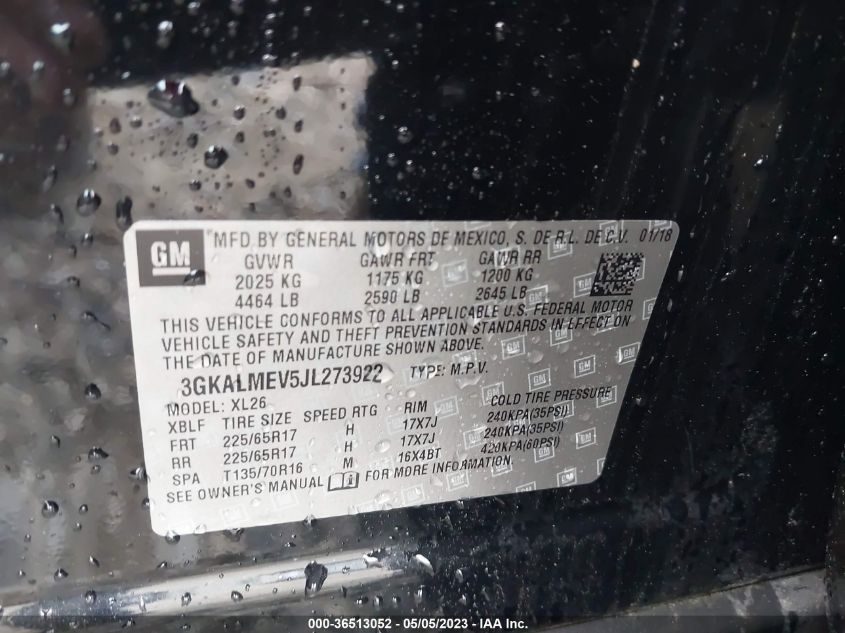 GM
MFD BY GENERAL MOTORS DE MEXICO, S. DE R.L. DE C.V. 01/18
GVWR GAWR FRT GAWR RR
2025 KG 1175 KG 1200 KG
4464 LB 2590 LB 2645 LB
THIS VEHICLE CONFORMS TO ALL APPLICABLE U.S. FEDERAL MOTOR
VEHICLE SAFETY AND THEFT PREVENTION STANDARDS IN EFFECT ON
THE DATE OF MANUFACTURE SHOWN ABOVE.
3GKALMEV5JL273922 TYPE: M.P.V.
MODEL: XL26
XBLF TIRE SIZE SPEED RTG RIM COLD TIRE PRESSURE
FRT 225/65R17 H 17X7J 240KPA(35PSI)
RR 225/65R17 H 17X7J 240KPA(35PSI)
SPA T135/70R16 M 16X4BT 420KPA(60PSI)
SEE OWNER'S MANUAL FOR MORE INFORMATION.
000-36513052 - 05/05/2023 - © IAA Inc.